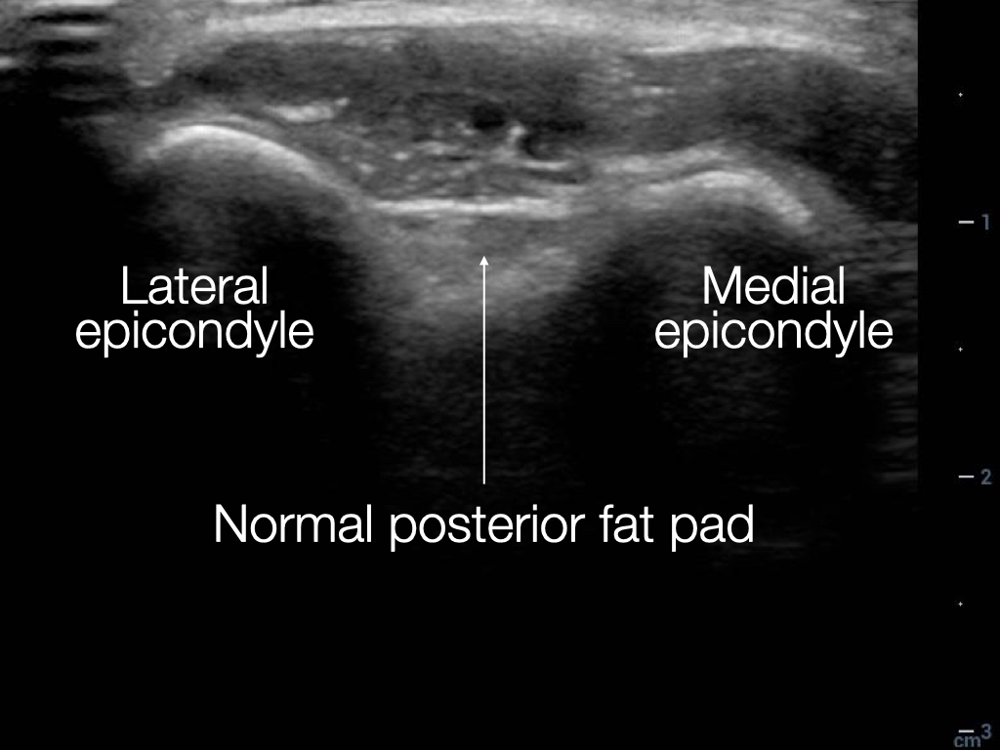 1
Lateral
epicondyle
Medial
epicondyle
2
Normal posterior fat pad
3
cm